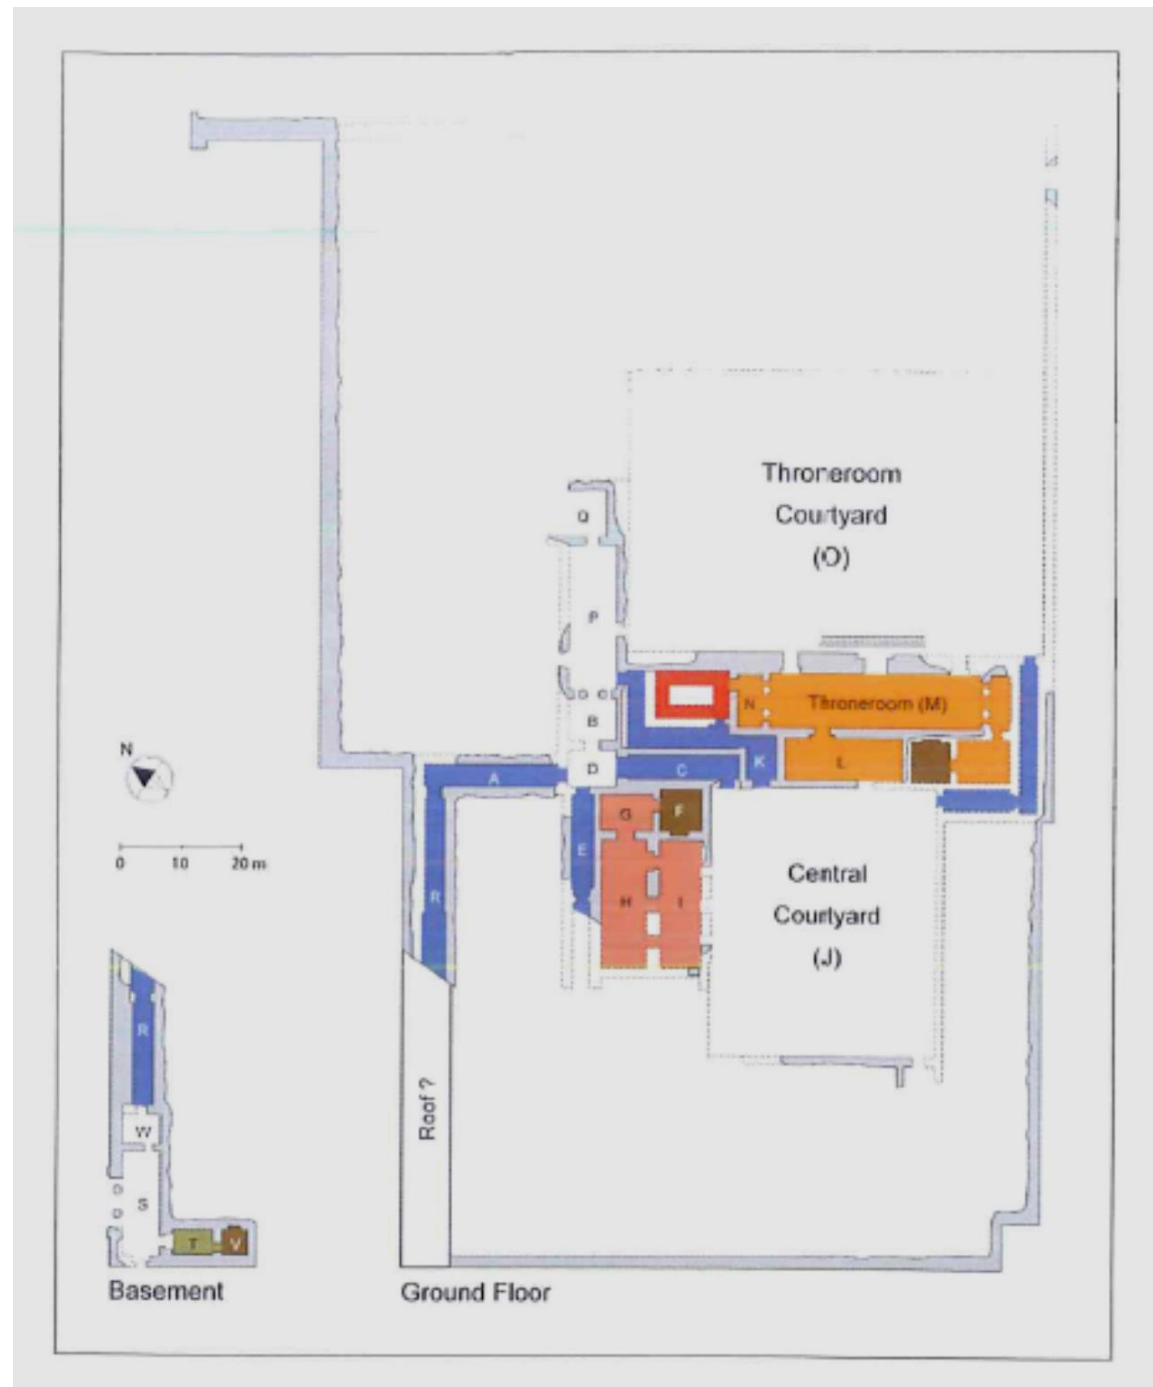 Throneroom
Courtyard
(O)
Q
P
N
Throneroom (M)
B
D
A
C
K
L
N
G
F
E
0
10
20 m
H
I
R
Central
Courtyard
(J)
R
W
S
T
V
Roof ?
Basement
Ground Floor